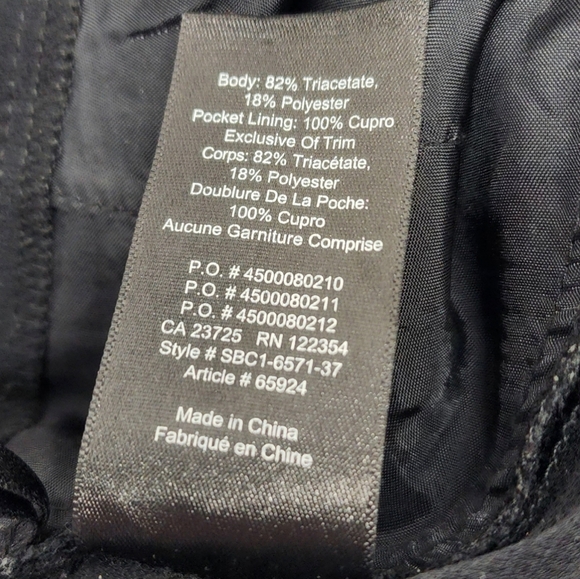 Body: 82% Triacetate,
18% Polyester
Pocket Lining: 100% Cupro
Exclusive Of Trim
Corps: 82% Triacétate,
18% Polyester
Doublure De La Poche:
100% Cupro
Aucune Garniture Comprise
P.O. # 4500080210
P.O. # 4500080211
P.O. # 4500080212
CA 23725 RN 122354
Style # SBC1-6571-37
Article # 65924
Made in China
Fabriqué en Chine